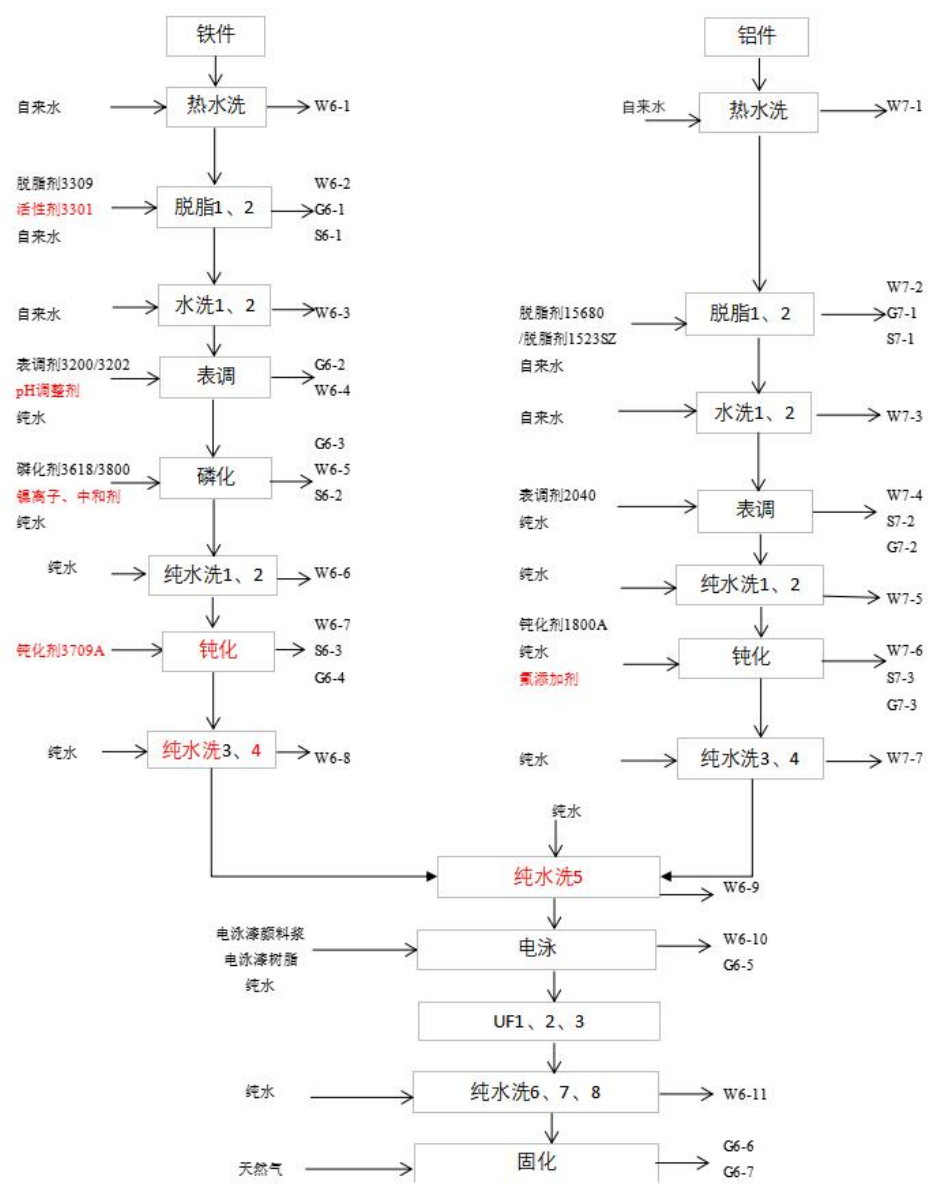 铁件
自来水
热水洗
W6-1
脱脂剂3309
活性剂3301
自来水
脱脂1、2
W6-2
G6-1
S6-1
自来水
水洗1、2
W6-3
表调剂3200/3202
pH调整剂
纯水
表调
G6-2
W6-4
磷化剂3618/3800
镍离子、中和剂
纯水
磷化
G6-3
W6-5
S6-2
纯水
纯水洗1、2
W6-6
钝化剂3709A
钝化
W6-7
S6-3
G6-4
纯水
纯水洗3、4
W6-8
铝件
自来水
热水洗
W7-1
脱脂剂15680
/脱脂剂1523SZ
自来水
脱脂1、2
W7-2
G7-1
S7-1
自来水
水洗1、2
W7-3
表调剂2040
纯水
表调
W7-4
S7-2
G7-2
纯水
纯水洗1、2
W7-5
钝化剂1800A
纯水
氟添加剂
钝化
W7-6
S7-3
G7-3
纯水
纯水洗3、4
W7-7
纯水
纯水洗5
W6-9
电泳漆颜料浆
电泳漆树脂
纯水
电泳
W6-10
G6-5
UF1、2、3
纯水
纯水洗6、7、8
W6-11
天然气
固化
G6-6
G6-7